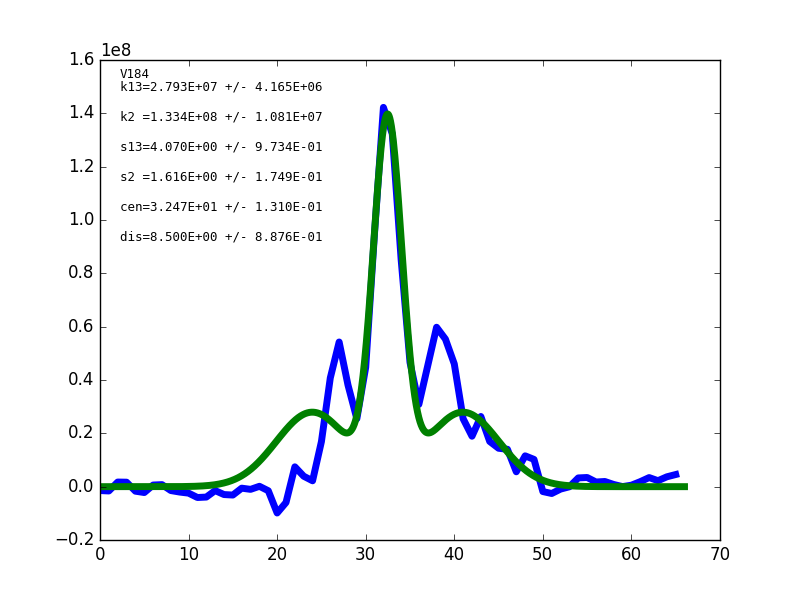 1e8
1.6
1.4
1.2
1.0
0.8
0.6
0.4
0.2
0.0
−0.2
V184
k13=2.793E+07 +/- 4.165E+06
k2 =1.334E+08 +/- 1.081E+07
s13=4.070E+00 +/- 9.734E-01
s2 =1.616E+00 +/- 1.749E-01
cen=3.247E+01 +/- 1.310E-01
dis=8.500E+00 +/- 8.876E-01
0 10 20 30 40 50 60 70